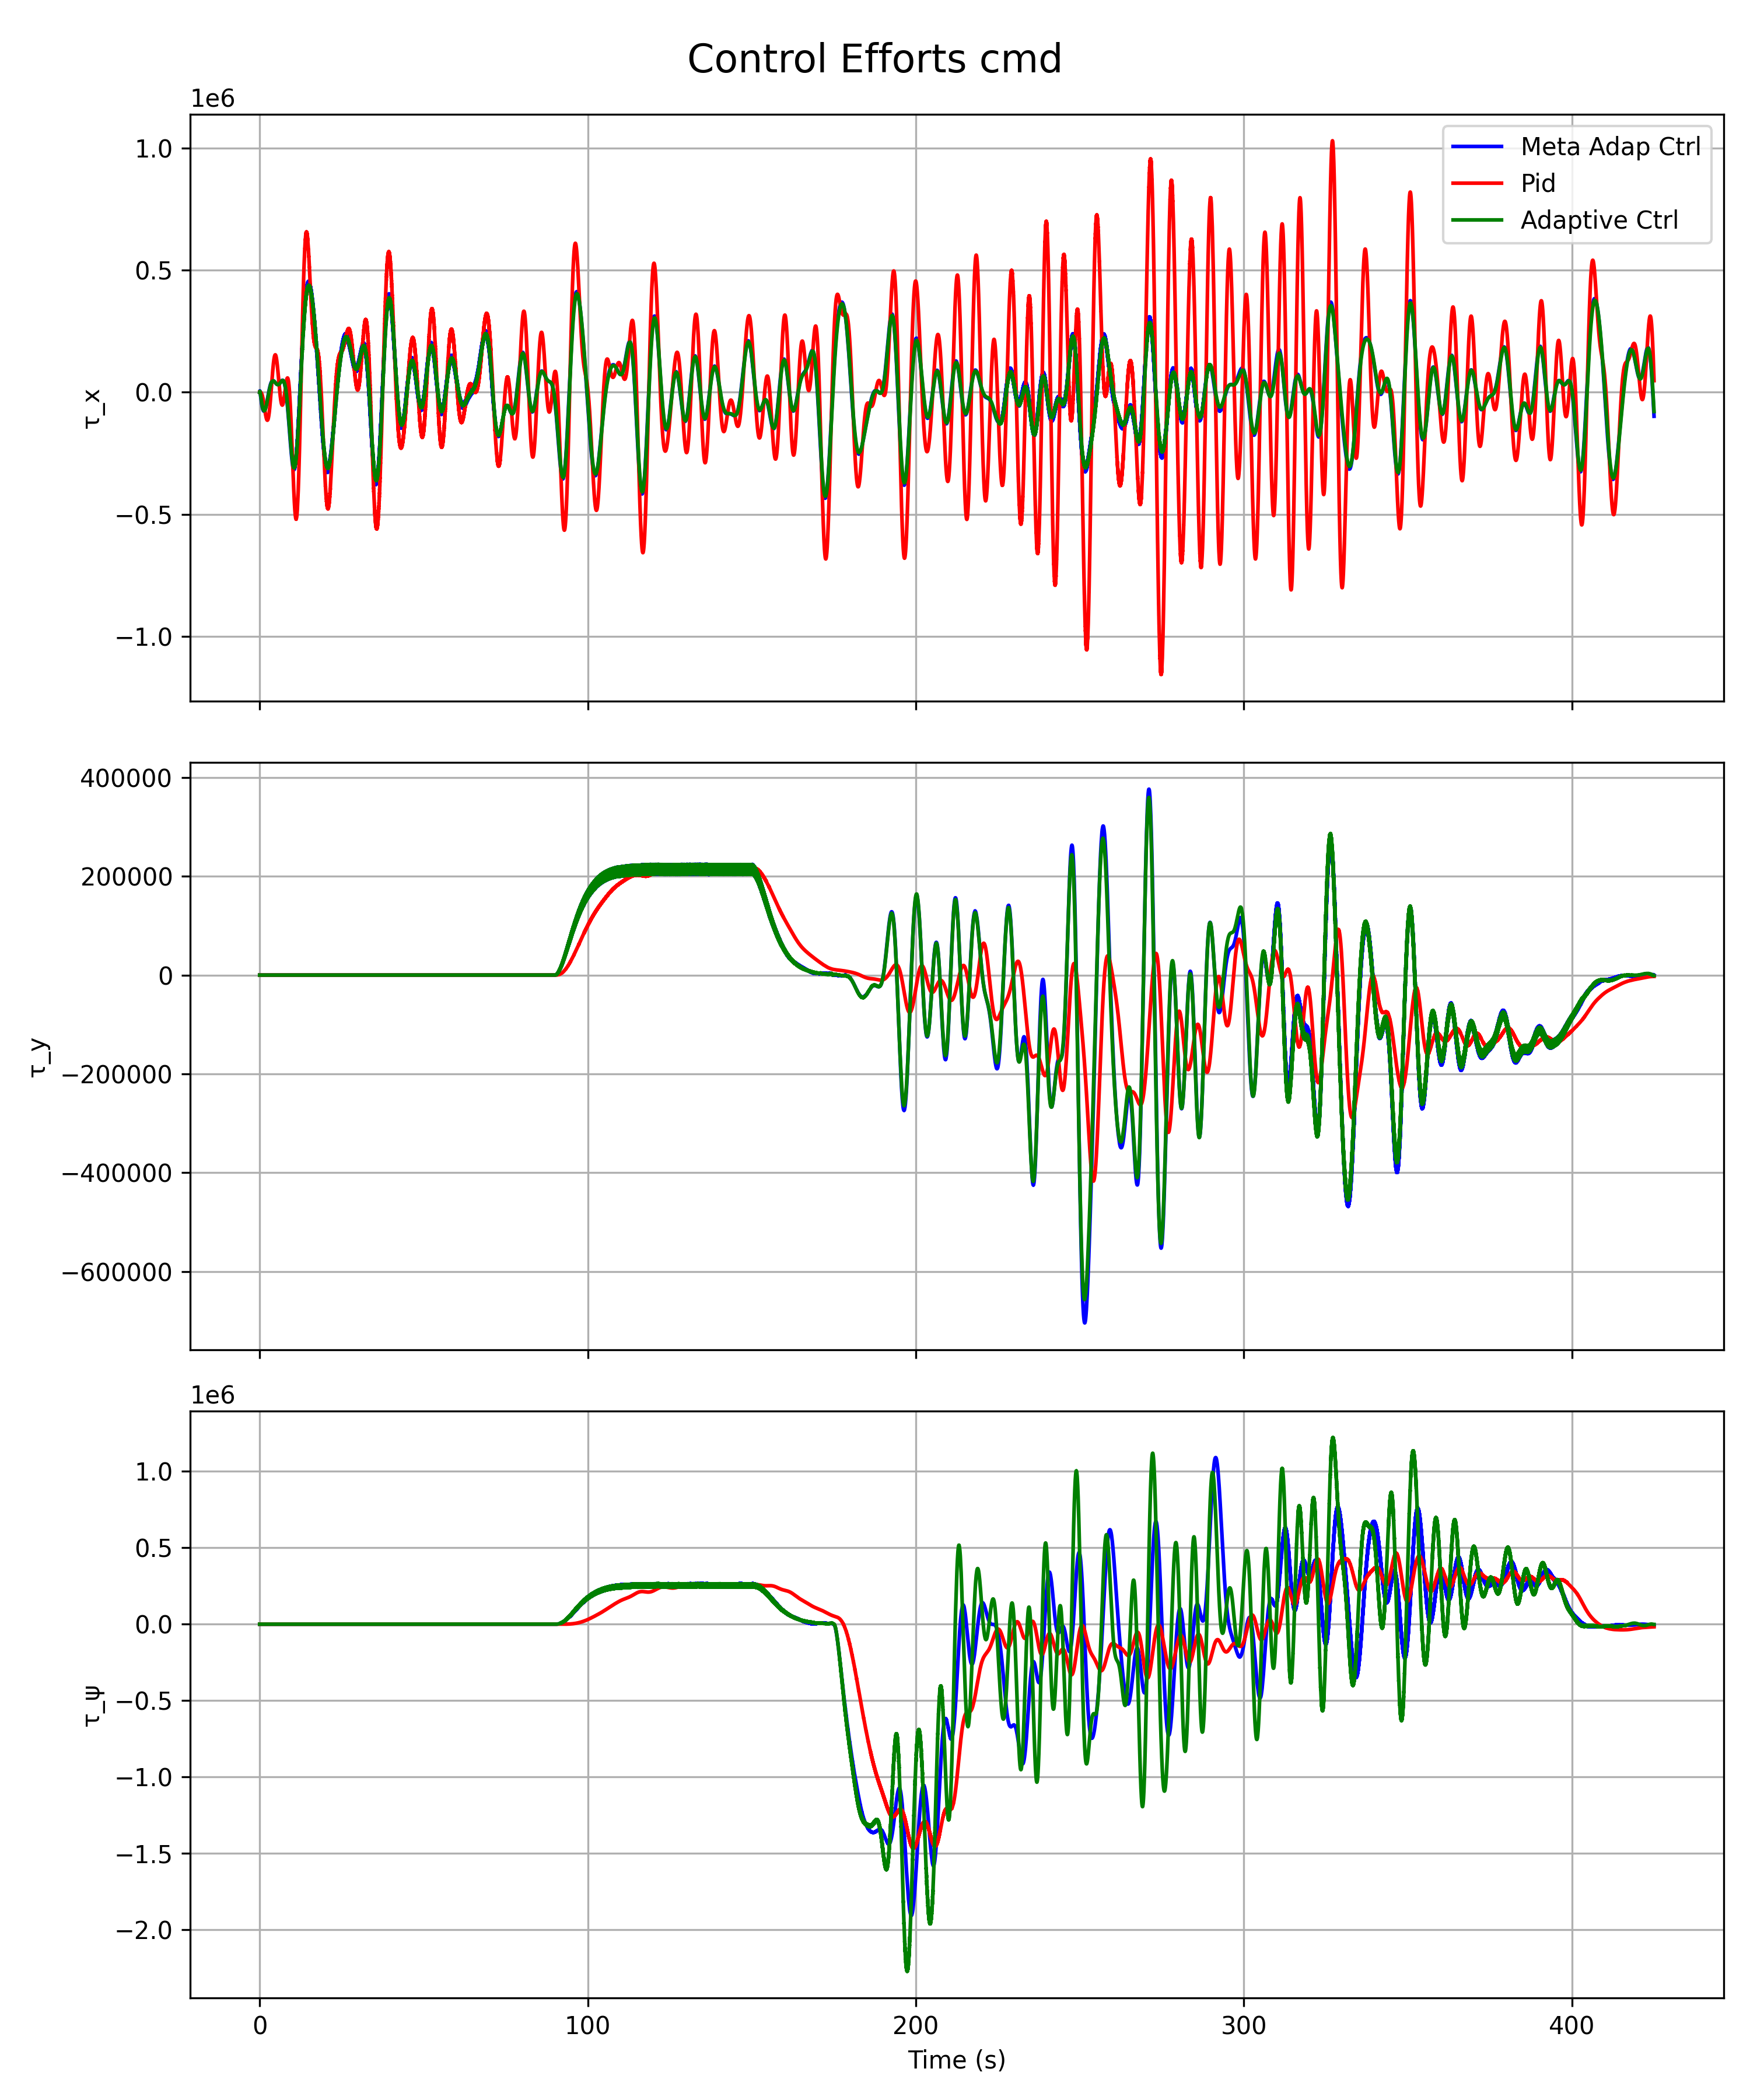 Control Efforts cmd
1e6
1.0
0.5
0.0
−0.5
−1.0
τ_x
Meta Adap Ctrl
Pid
Adaptive Ctrl
400000
200000
0
−200000
−400000
−600000
τ_y
1e6
1.0
0.5
0.0
−0.5
−1.0
−1.5
−2.0
τ_ψ
0 100 200 300 400
Time (s)